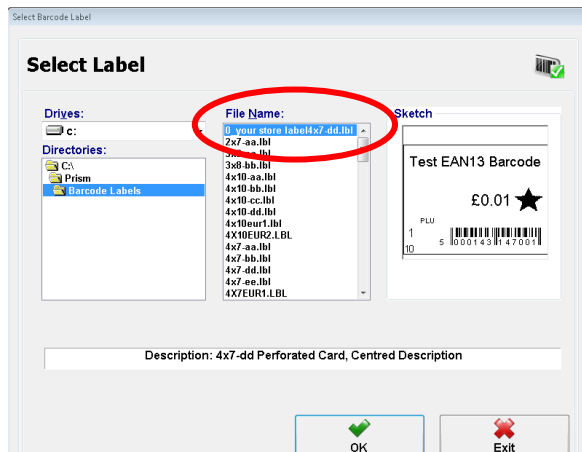 Select Barcode Label
Select Label
Drives:
c:
Directories:
C:\
Prism
Barcode Labels
File Name:
0 your store label4x7-dd.lbl
2x7-aa.lbl
3x8-bb.lbl
4x10-aa.lbl
4x10-bb.lbl
4x10-cc.lbl
4x10-dd.lbl
4x10eur1.lbl
4X10EUR2.LBL
4x7-aa.lbl
4x7-bb.lbl
4x7-dd.lbl
4x7-ee.lbl
4X7EUR1.LBL
Sketch
Test EAN13 Barcode
£0.01
PLU
1
10
5 000143 147001
Description: 4x7-dd Perforated Card, Centred Description
OK
Exit